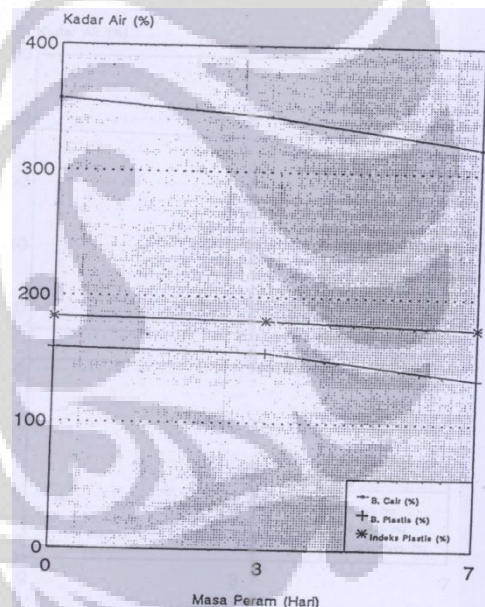 Kadar Air (%)
400
300
200
100
0
0 3 7
Masa Peram (Hari)
B. Cair (%)
B. Plastis (%)
Indeks Plastis (%)